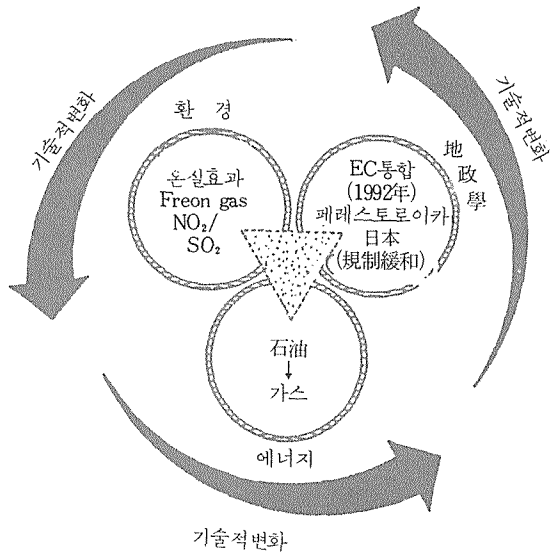 기술적변화
기술적변화
환 경
地政學
온실효과
Freon gas
NO₂/
SO₂
EC통합
(1992年)
페레스토로이카
日本
(規制緩和)
石油
↓
가스
에너지
기술적변화